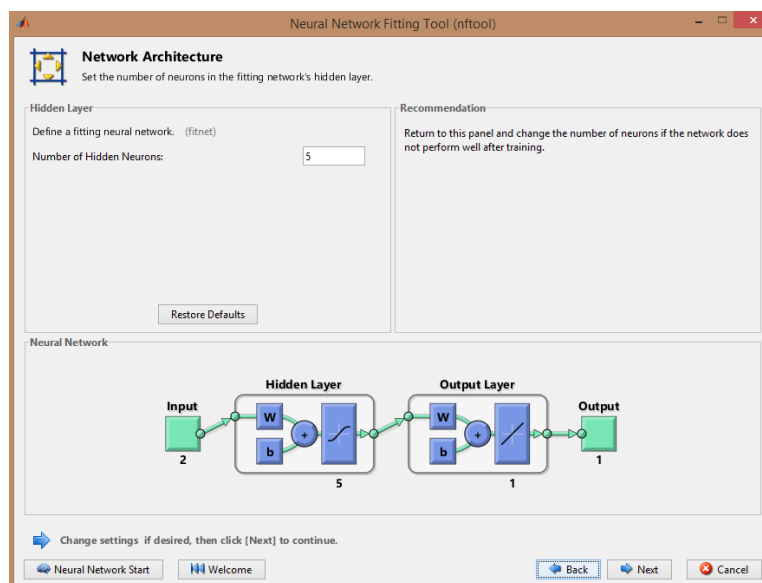 Neural Network Fitting Tool (nftool)
Network Architecture
Set the number of neurons in the fitting network's hidden layer.
Hidden Layer
Define a fitting neural network. (fitnet)
Number of Hidden Neurons: 5
Restore Defaults
Recommendation
Return to this panel and change the number of neurons if the network does
not perform well after training.
Neural Network
Hidden Layer Output Layer
Input Output
W W
+ +
b b
2 1
5 1
Change settings if desired, then click [Next] to continue.
Neural Network Start Welcome Back Next Cancel